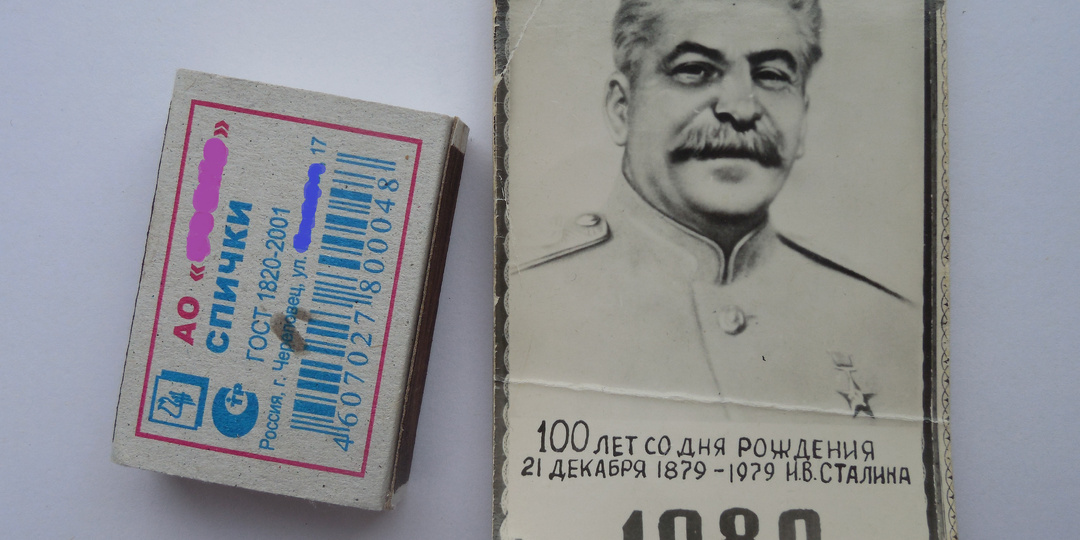 АО « »
СПИЧКИ
ГОСТ 1820-2001
Россия, г. Череповец, ул. 17
4607027800048
100 ЛЕТ СО ДНЯ РОЖДЕНИЯ
21 ДЕКАБРЯ 1879-1979 И.В. СТАЛИНА
1980